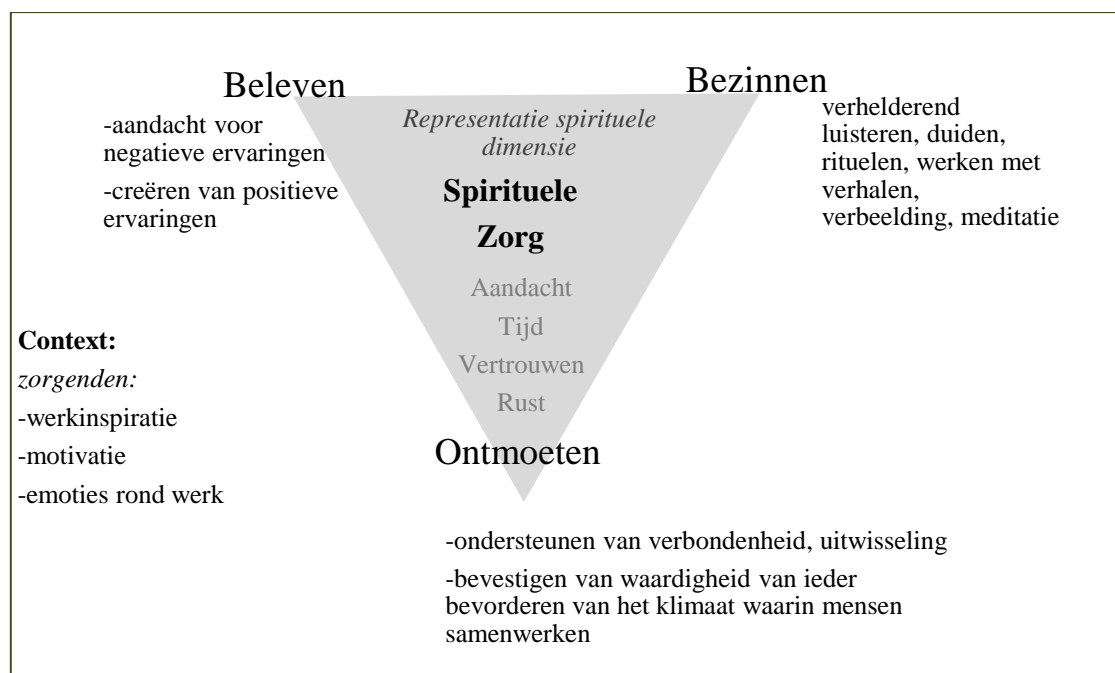 Beleven
-aandacht voor
negatieve ervaringen
-creëren van positieve
ervaringen
Bezinnen
verhelderend
luisteren, duiden,
rituelen, werken met
verhalen,
verbeelding, meditatie
Representatie spirituele
dimensie
Spirituele
Zorg
Aandacht
Tijd
Vertrouwen
Rust
Context:
zorgenden:
-werkinspiratie
-motivatie
-emoties rond werk
Ontmoeten
-ondersteunen van verbondenheid, uitwisseling
-bevestigen van waardigheid van ieder
bevorderen van het klimaat waarin mensen
samenwerken